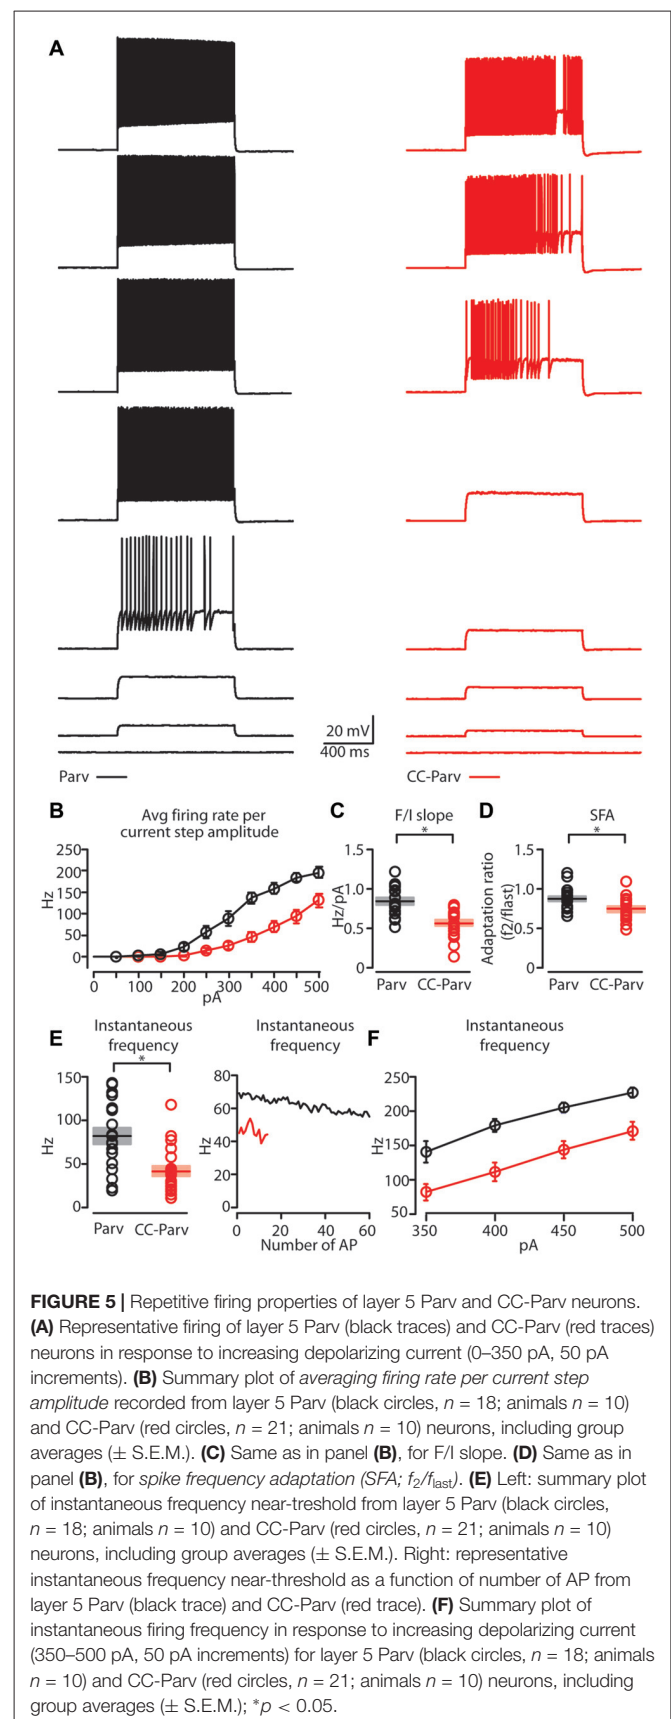 A
20 mV
400 ms
Parv
CC-Parv
B
Avg firing rate per
current step amplitude
Hz
250
200
150
100
50
0
0 100 200 300 400 500
pA
C
F/I slope
*
Hz/pA
1.5
1.0
0.5
0
Parv CC-Parv
D
SFA
*
Adaptation ratio
(f2/flast)
1.5
1.0
0.5
0
Parv CC-Parv
E
Instantaneous
frequency
*
Hz
150
100
50
0
Parv CC-Parv
Instantaneous
frequency
Hz
80
60
40
20
0
0 20 40 60
Number of AP
F
Instantaneous
frequency
Hz
250
200
150
100
50
350 400 450 500
pA
FIGURE 5 | Repetitive firing properties of layer 5 Parv and CC-Parv neurons.
(A) Representative firing of layer 5 Parv (black traces) and CC-Parv (red traces)
neurons in response to increasing depolarizing current (0–350 pA, 50 pA
increments). (B) Summary plot of averaging firing rate per current step
amplitude recorded from layer 5 Parv (black circles, n = 18; animals n = 10)
and CC-Parv (red circles, n = 21; animals n = 10) neurons, including group
averages (± S.E.M.). (C) Same as in panel (B), for F/I slope. (D) Same as in
panel (B), for spike frequency adaptation (SFA; f2/flast). (E) Left: summary plot
of instantaneous frequency near-treshold from layer 5 Parv (black circles,
n = 18; animals n = 10) and CC-Parv (red circles, n = 21; animals n = 10)
neurons, including group averages (± S.E.M.). Right: representative
instantaneous frequency near-threshold as a function of number of AP from
layer 5 Parv (black trace) and CC-Parv (red trace). (F) Summary plot of
instantaneous firing frequency in response to increasing depolarizing current
(350–500 pA, 50 pA increments) for layer 5 Parv (black circles, n = 18; animals
n = 10) and CC-Parv (red circles, n = 21; animals n = 10) neurons, including
group averages (± S.E.M.); *p < 0.05.